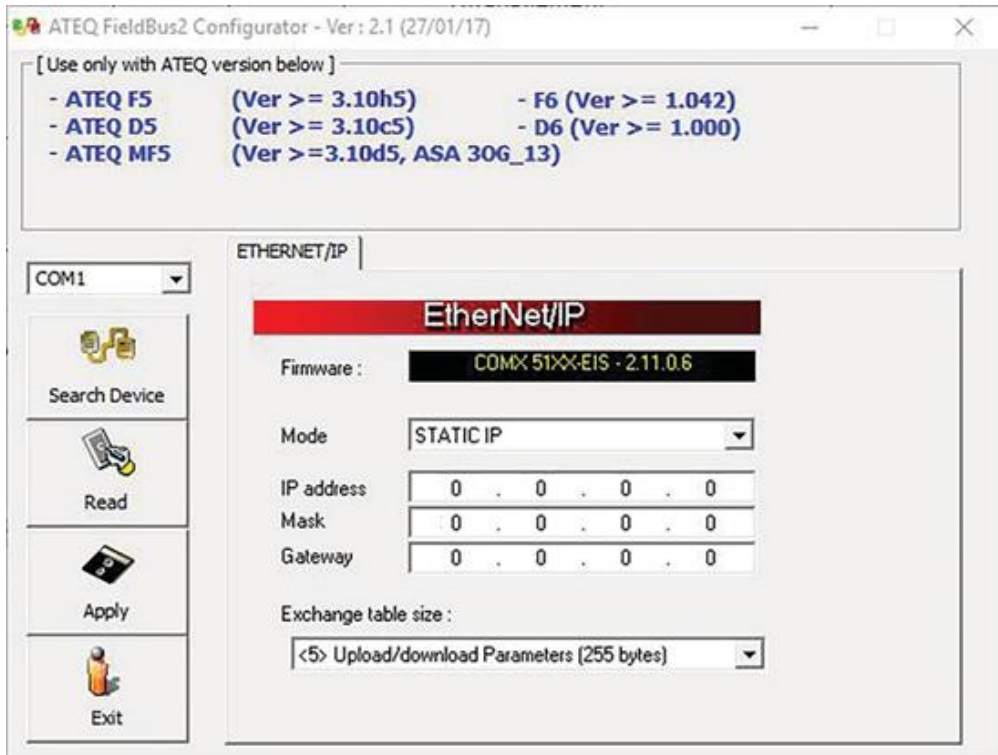 ATEQ FieldBus2 Configurator - Ver : 2.1 (27/01/17)
[ Use only with ATEQ version below ]
- ATEQ F5 (Ver >= 3.10h5) - F6 (Ver >= 1.042)
- ATEQ D5 (Ver >= 3.10c5) - D6 (Ver >= 1.000)
- ATEQ MF5 (Ver >=3.10d5, ASA 3OG_13)
ETHERNET/IP
COM1
EtherNet/IP
Firmware : COMX 51XX-EIS - 2.11.0.6
Search Device
Mode STATIC IP
Read
IP address 0 . 0 . 0 . 0
Mask 0 . 0 . 0 . 0
Gateway 0 . 0 . 0 . 0
Apply
Exchange table size :
<5> Upload/download Parameters (255 bytes)
Exit